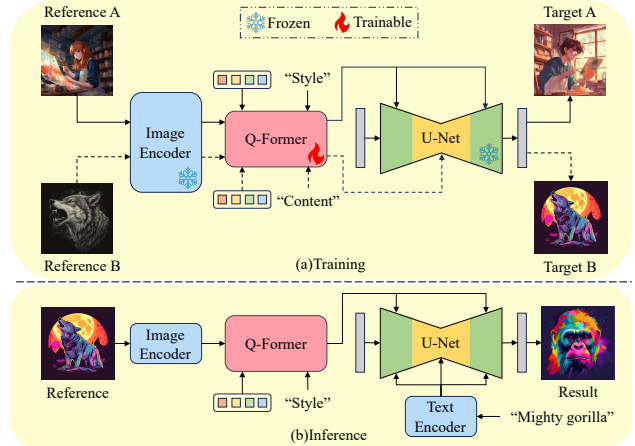 Reference A
Frozen
Trainable
Target A
“Style”
Image
Encoder
Q-Former
U-Net
“Content”
Reference B
(a)Training
Target B
Image
Encoder
Q-Former
U-Net
Reference
“Style”
Text
Encoder
Result
“Mighty gorilla”
(b)Inference